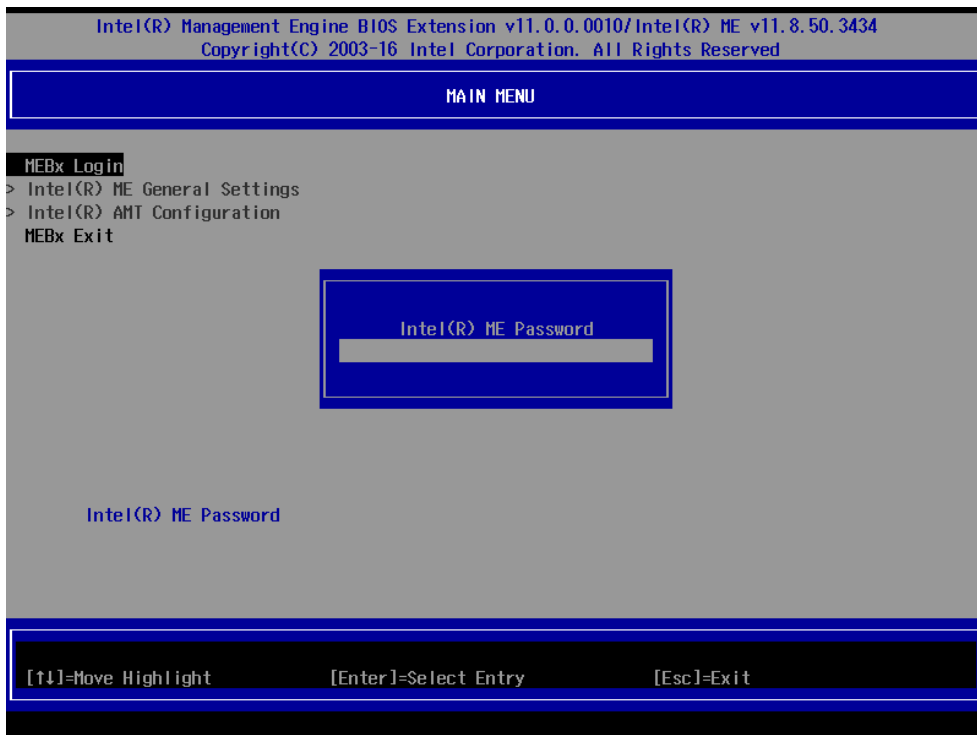 Intel(R) Management Engine BIOS Extension v11.0.0.0010/Intel(R) ME v11.8.50.3434
Copyright(C) 2003-16 Intel Corporation. All Rights Reserved
MAIN MENU
MEBx Login
> Intel(R) ME General Settings
> Intel(R) AMT Configuration
MEBx Exit
Intel(R) ME Password
Intel(R) ME Password
[↑↓]=Move Highlight [Enter]=Select Entry [Esc]=Exit